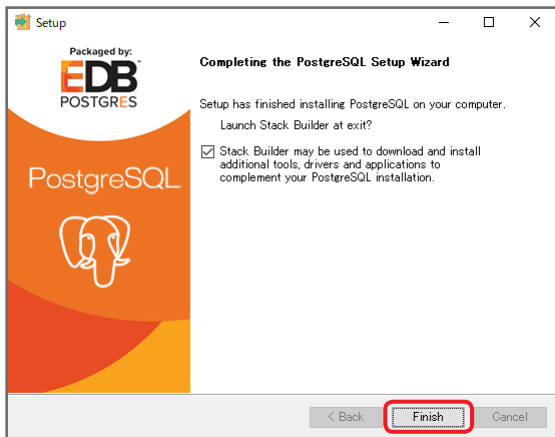 Setup
Packaged by:
EDB
POSTGRES
PostgreSQL
Completing the PostgreSQL Setup Wizard
Setup has finished installing PostgreSQL on your computer.
Launch Stack Builder at exit?
Stack Builder may be used to download and install
additional tools, drivers and applications to
complement your PostgreSQL installation.
< Back
Finish
Cancel